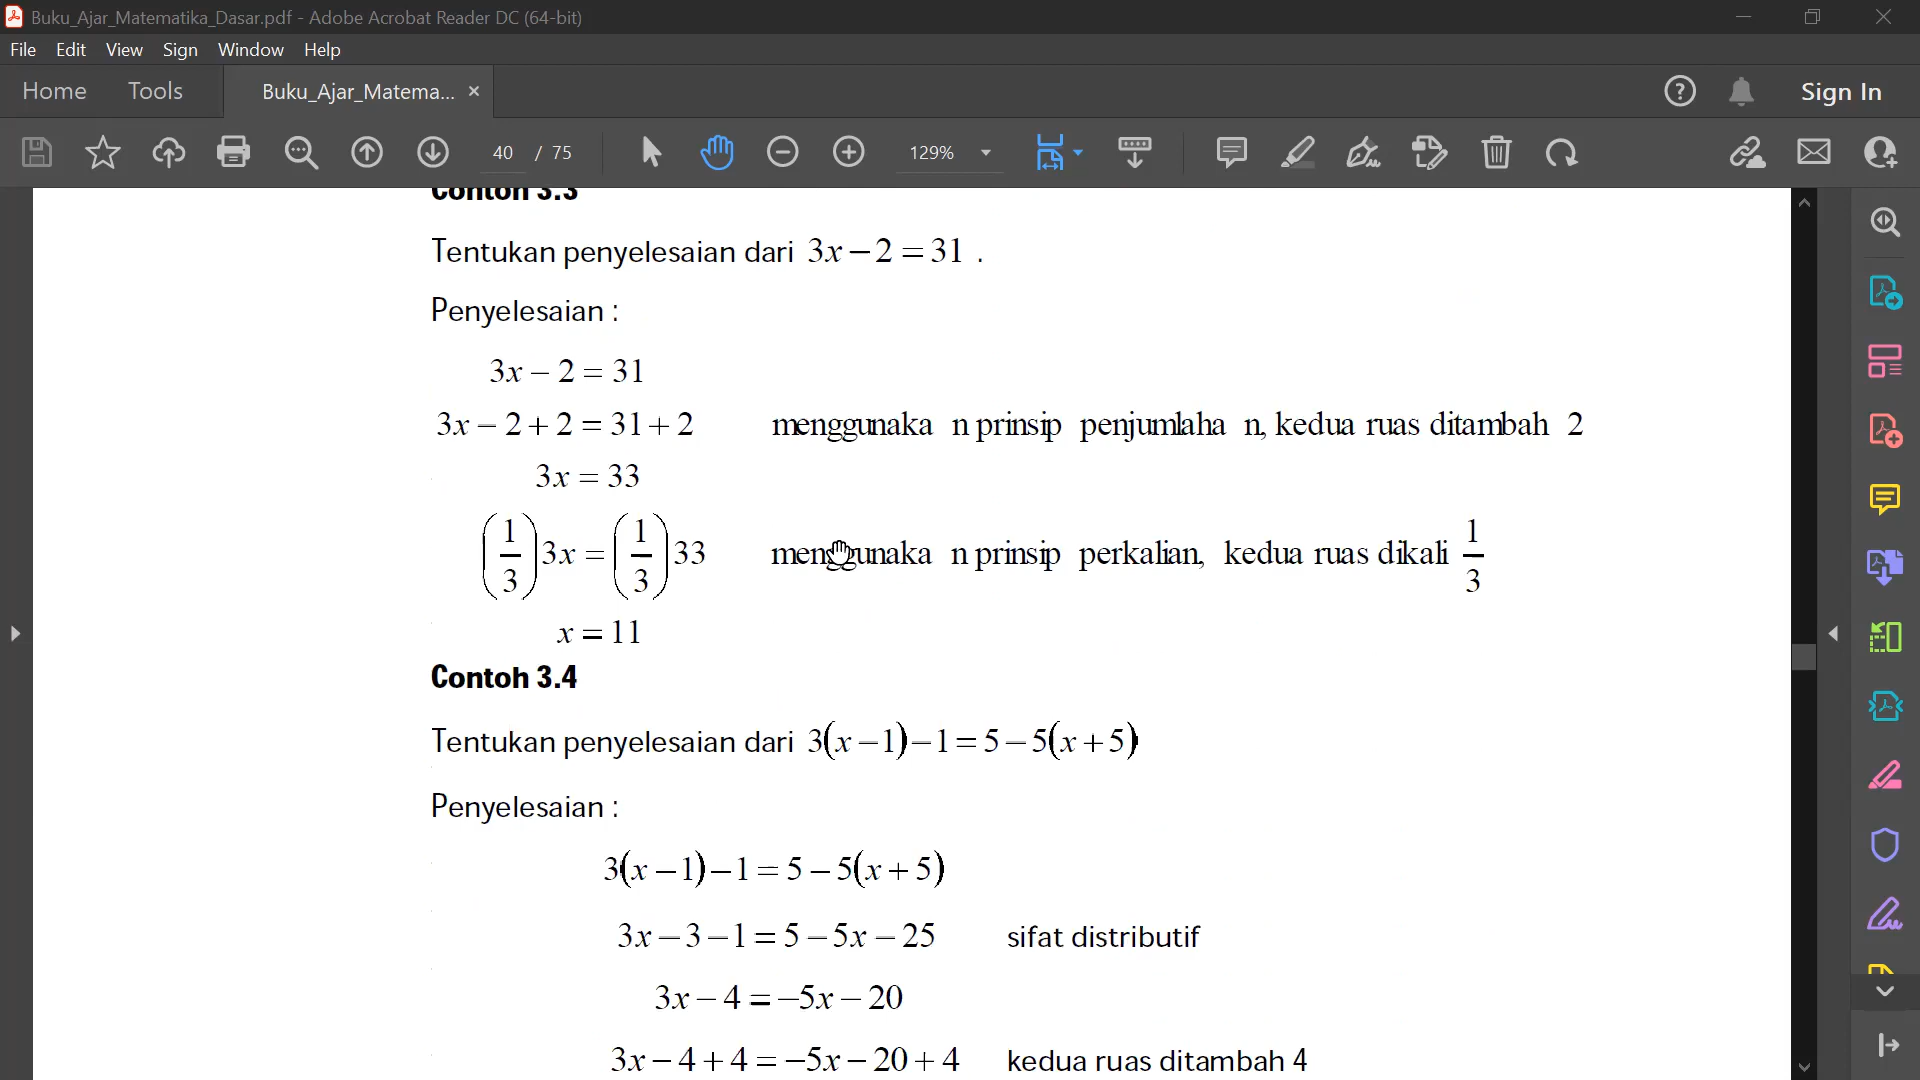 Buku_Ajar_Matematika_Dasar.pdf - Adobe Acrobat Reader DC (64-bit)
File Edit View Sign Window Help
Home Tools Buku_Ajar_Matema... × Sign In
40 / 75 129%
Contoh 3.3
Tentukan penyelesaian dari 3x − 2 = 31 .
Penyelesaian :
3x − 2 = 31
3x − 2 + 2 = 31 + 2 menggunaka n prinsip penjumlaha n, kedua ruas ditambah 2
3x = 33
(1/3)3x = (1/3)33 menggunaka n prinsip perkalian, kedua ruas dikali 1/3
x = 11
Contoh 3.4
Tentukan penyelesaian dari 3(x − 1) − 1 = 5 − 5(x + 5)
Penyelesaian :
3(x − 1) − 1 = 5 − 5(x + 5)
3x − 3 − 1 = 5 − 5x − 25 sifat distributif
3x − 4 = −5x − 20
3x − 4 + 4 = −5x − 20 + 4 kedua ruas ditambah 4